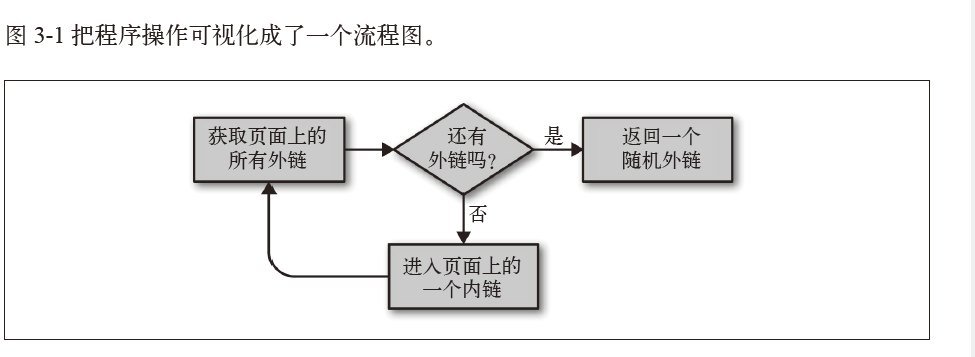 图 3-1 把程序操作可视化成了一个流程图。
获取页面上的
所有外链
还有
外链吗？
是
返回一个
随机外链
否
进入页面上的
一个内链